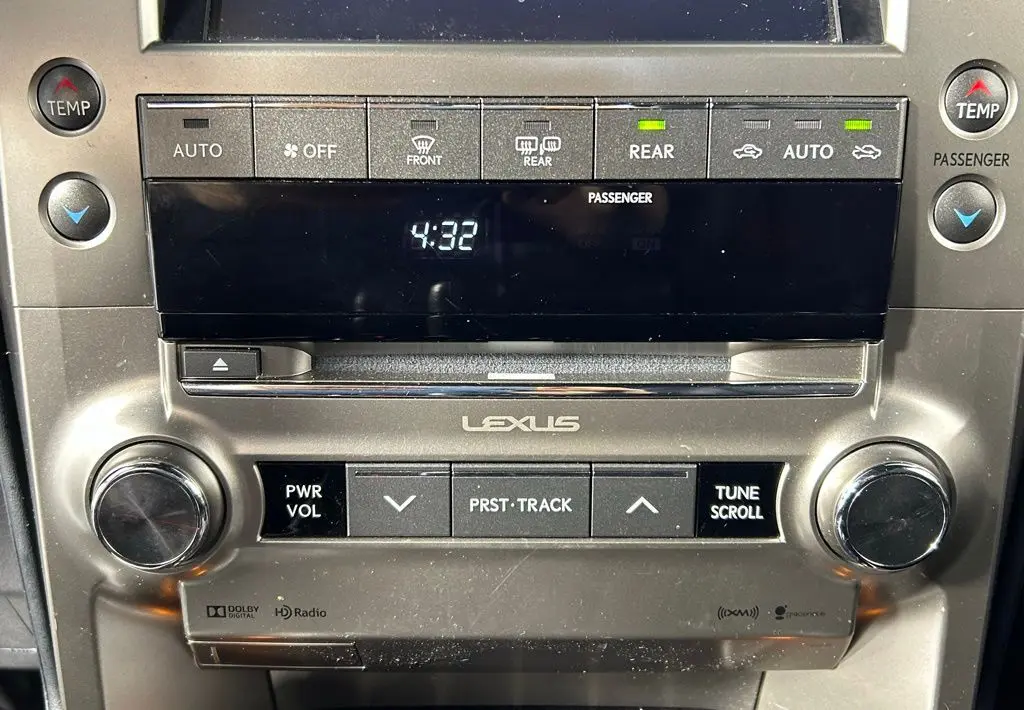 TEMP
TEMP
AUTO
OFF
FRONT
REAR
REAR
AUTO
PASSENGER
PASSENGER
4:32
LEXUS
PWR
VOL
PRST·TRACK
TUNE
SCROLL
DOLBY
DIGITAL
HD Radio
((XM))
gracenote